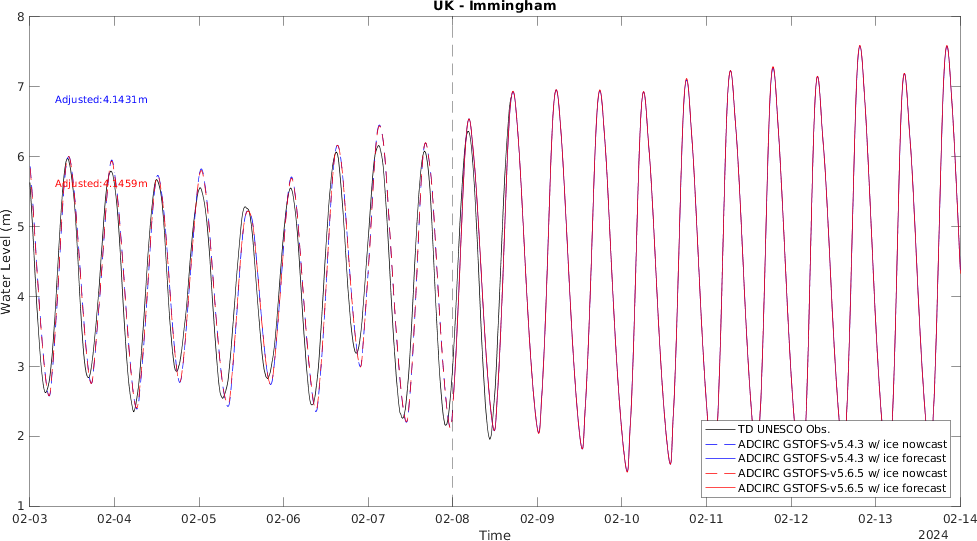 UK - Immingham
8
7
6
5
4
3
2
1
Water Level (m)
Adjusted:4.1431m
Adjusted:4.1459m
TD UNESCO Obs.
ADCIRC GSTOFS-v5.4.3 w/ ice nowcast
ADCIRC GSTOFS-v5.4.3 w/ ice forecast
ADCIRC GSTOFS-v5.6.5 w/ ice nowcast
ADCIRC GSTOFS-v5.6.5 w/ ice forecast
02-03 02-04 02-05 02-06 02-07 02-08 02-09 02-10 02-11 02-12 02-13 02-14
Time
2024